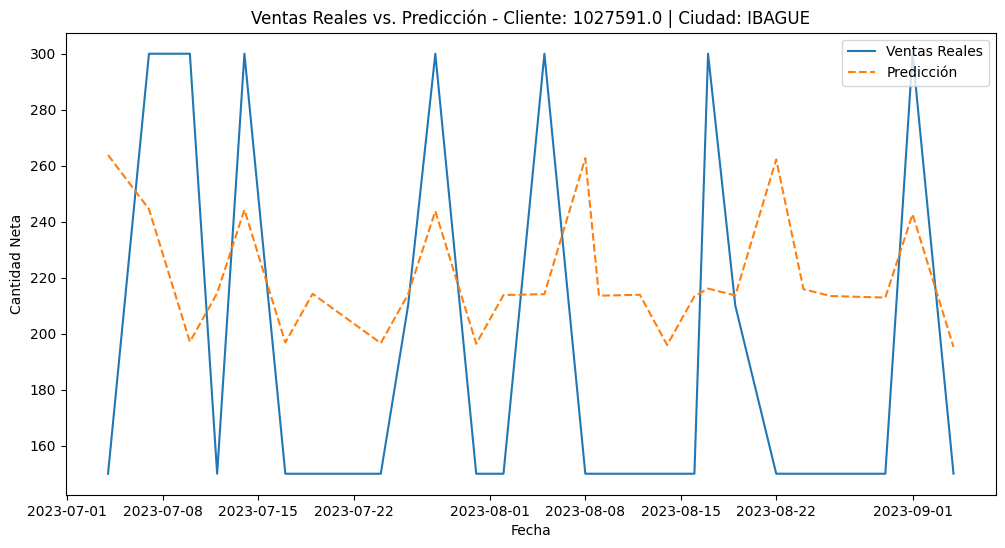 Ventas Reales vs. Predicción - Cliente: 1027591.0 | Ciudad: IBAGUE
Ventas Reales
Predicción
Cantidad Neta
300
280
260
240
220
200
180
160
2023-07-01 2023-07-08 2023-07-15 2023-07-22 2023-08-01 2023-08-08 2023-08-15 2023-08-22 2023-09-01
Fecha